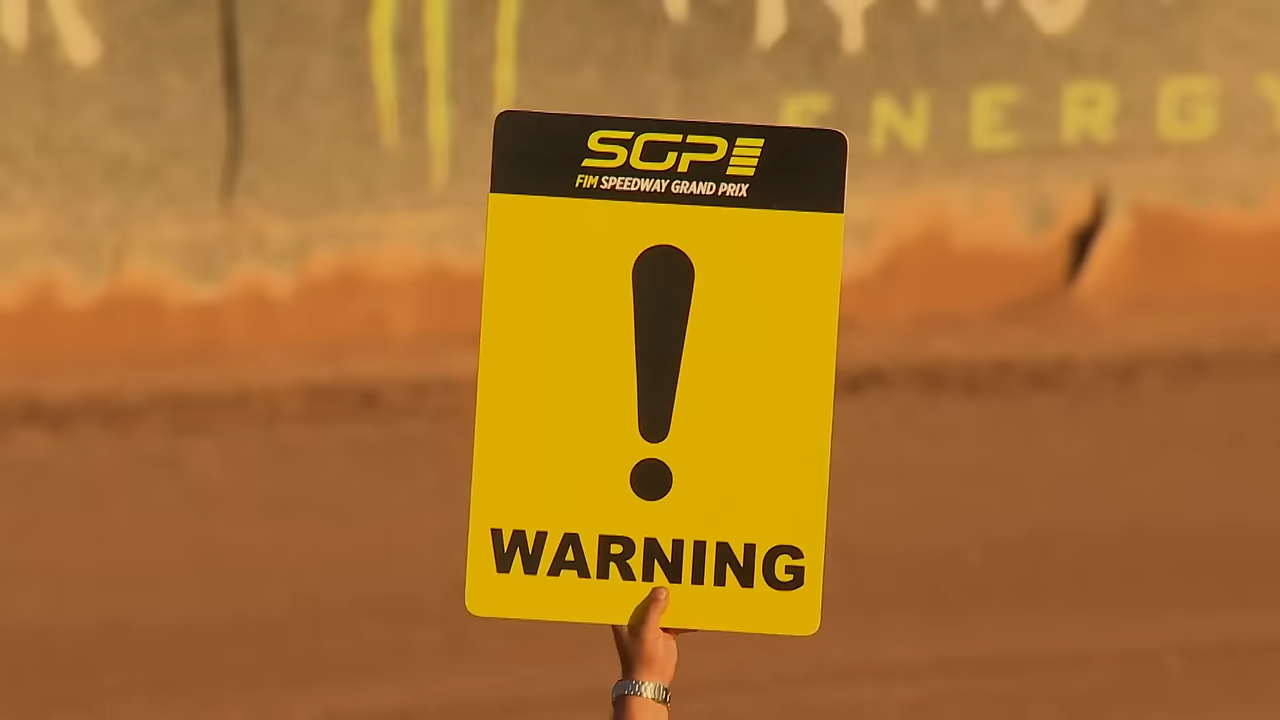 ENERGY
SGP
FIM SPEEDWAY GRAND PRIX
!
WARNING